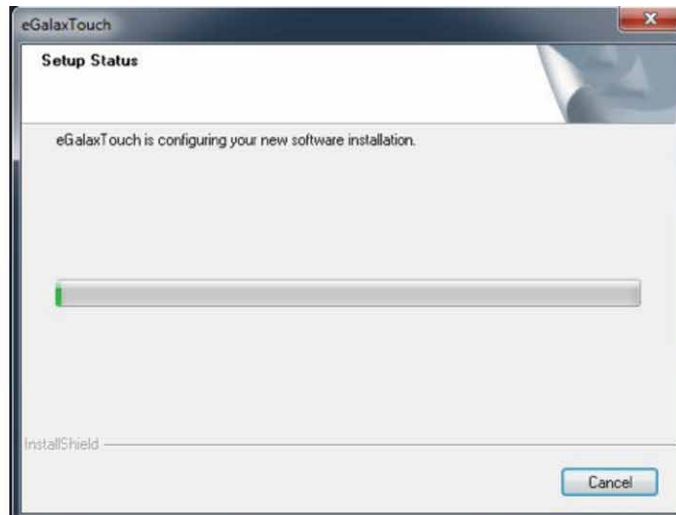 eGalaxTouch
Setup Status
eGalaxTouch is configuring your new software installation.
InstallShield
Cancel